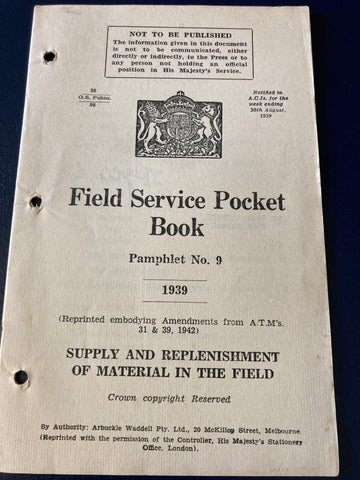 NOT TO BE PUBLISHED
The information given in this document
is not to be communicated, either
directly or indirectly, to the Press or to
any person not holding an official
position in His Majesty's Service.
26
G.S. Pubns.
98
Notified in
A.C.Is. for the
week ending
30th August,
1939
Field Service Pocket
Book
Pamphlet No. 9
1939
(Reprinted embodying Amendments from A.T.M's.
31 & 39, 1942)
SUPPLY AND REPLENISHMENT
OF MATERIAL IN THE FIELD
Crown copyright Reserved
By Authority: Arbuckle Waddell Pty. Ltd., 20 McKillop Street, Melbourne.
(Reprinted with the permission of the Controller, His Majesty's Stationery
Office, London).